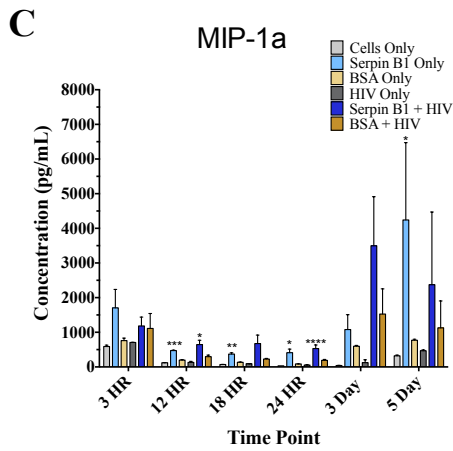 C
MIP-1a
Cells Only
Serpin B1 Only
BSA Only
HIV Only
Serpin B1 + HIV
BSA + HIV
Concentration (pg/mL)
8000
7000
6000
5000
4000
3000
2000
1000
0
*** * ** * **** *
3 HR
12 HR
18 HR
24 HR
3 Day
5 Day
Time Point